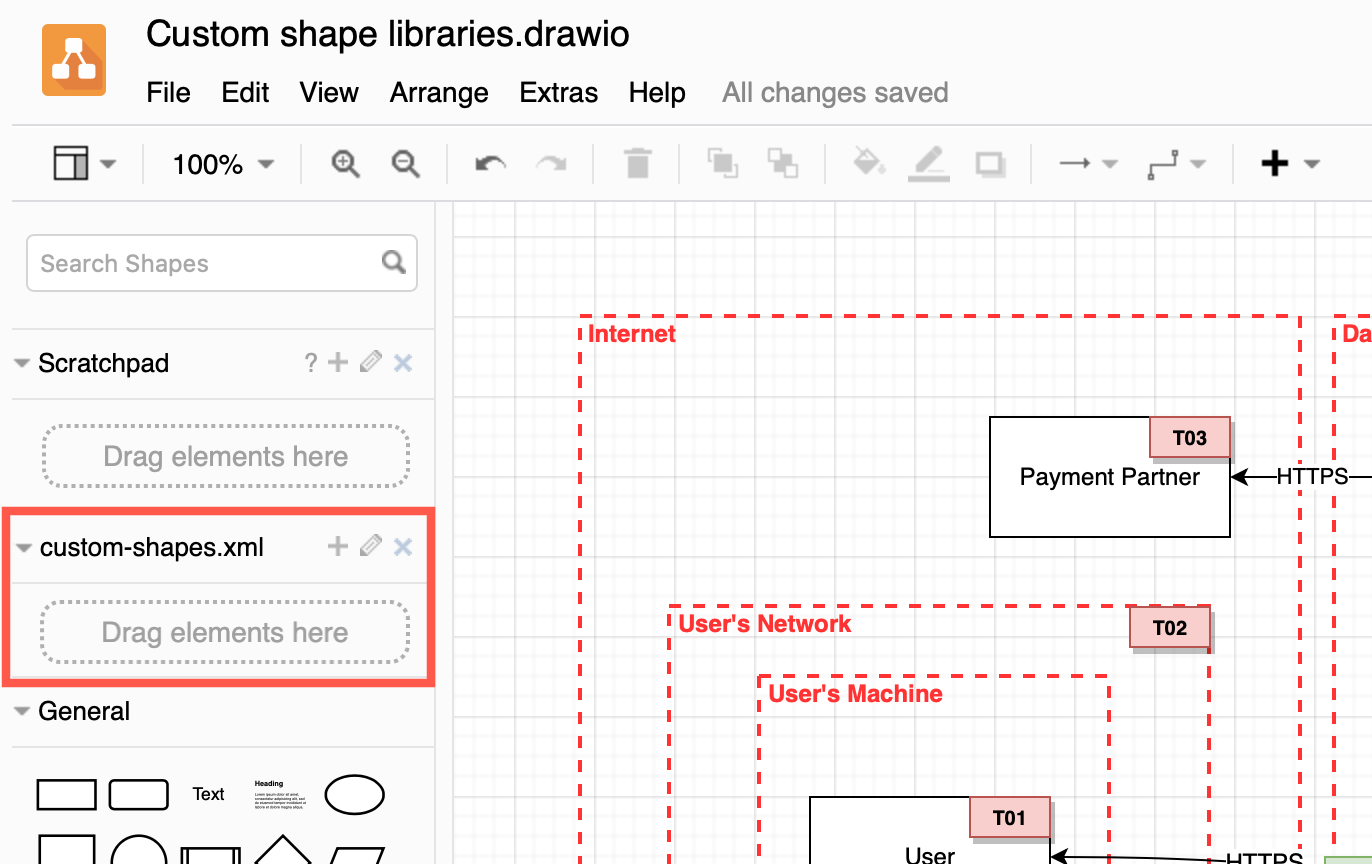 Custom shape libraries.drawio
File Edit View Arrange Extras Help All changes saved
100%
Search Shapes
Scratchpad ?
Drag elements here
custom-shapes.xml
Drag elements here
General
Text
Heading
Internet
Da
T03
Payment Partner
HTTPS
User's Network
T02
User's Machine
T01
User
HTTPS